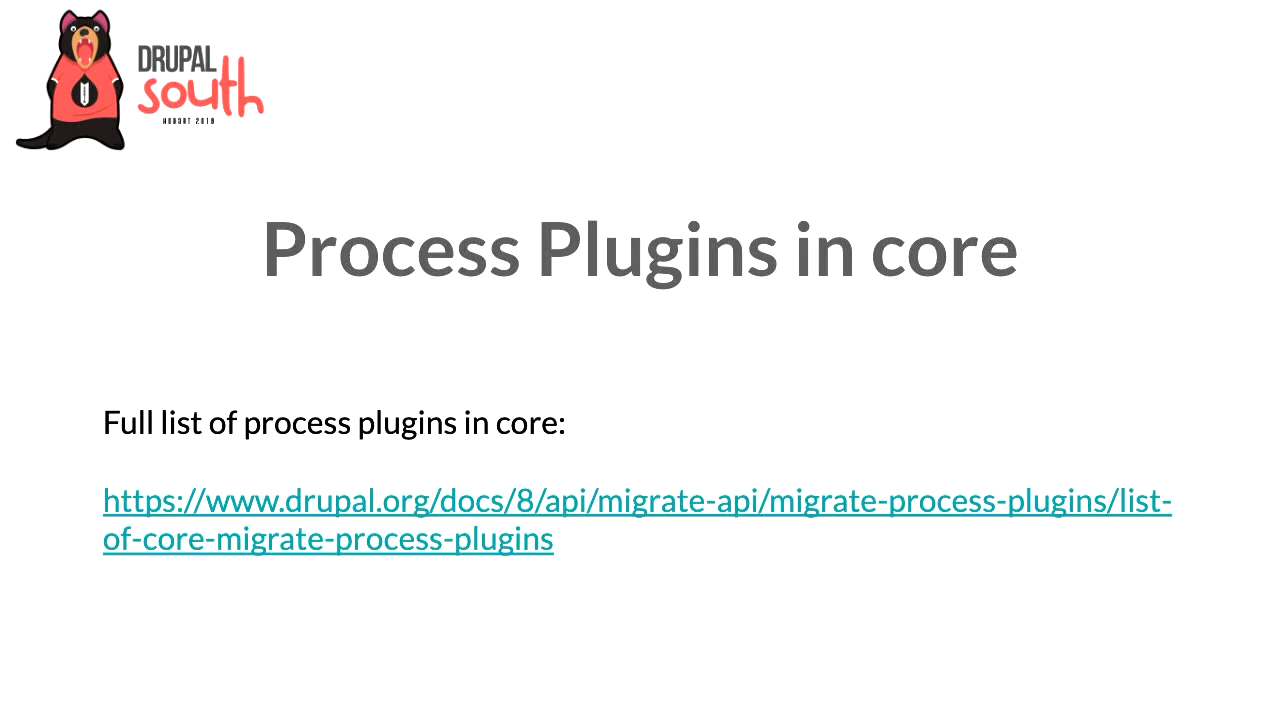 DRUPAL
south
HOBART 2019
Process Plugins in core
Full list of process plugins in core:
https://www.drupal.org/docs/8/api/migrate-api/migrate-process-plugins/list-
of-core-migrate-process-plugins